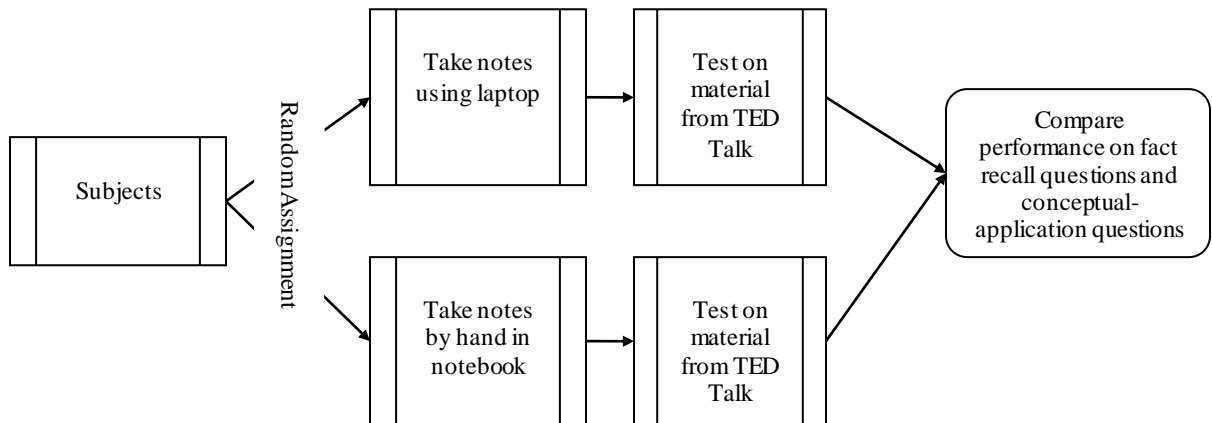 Subjects
Random Assignment
Take notes
using laptop
Test on
material
from TED
Talk
Take notes
by hand in
notebook
Test on
material
from TED
Talk
Compare
performance on fact
recall questions and
conceptual-
application questions